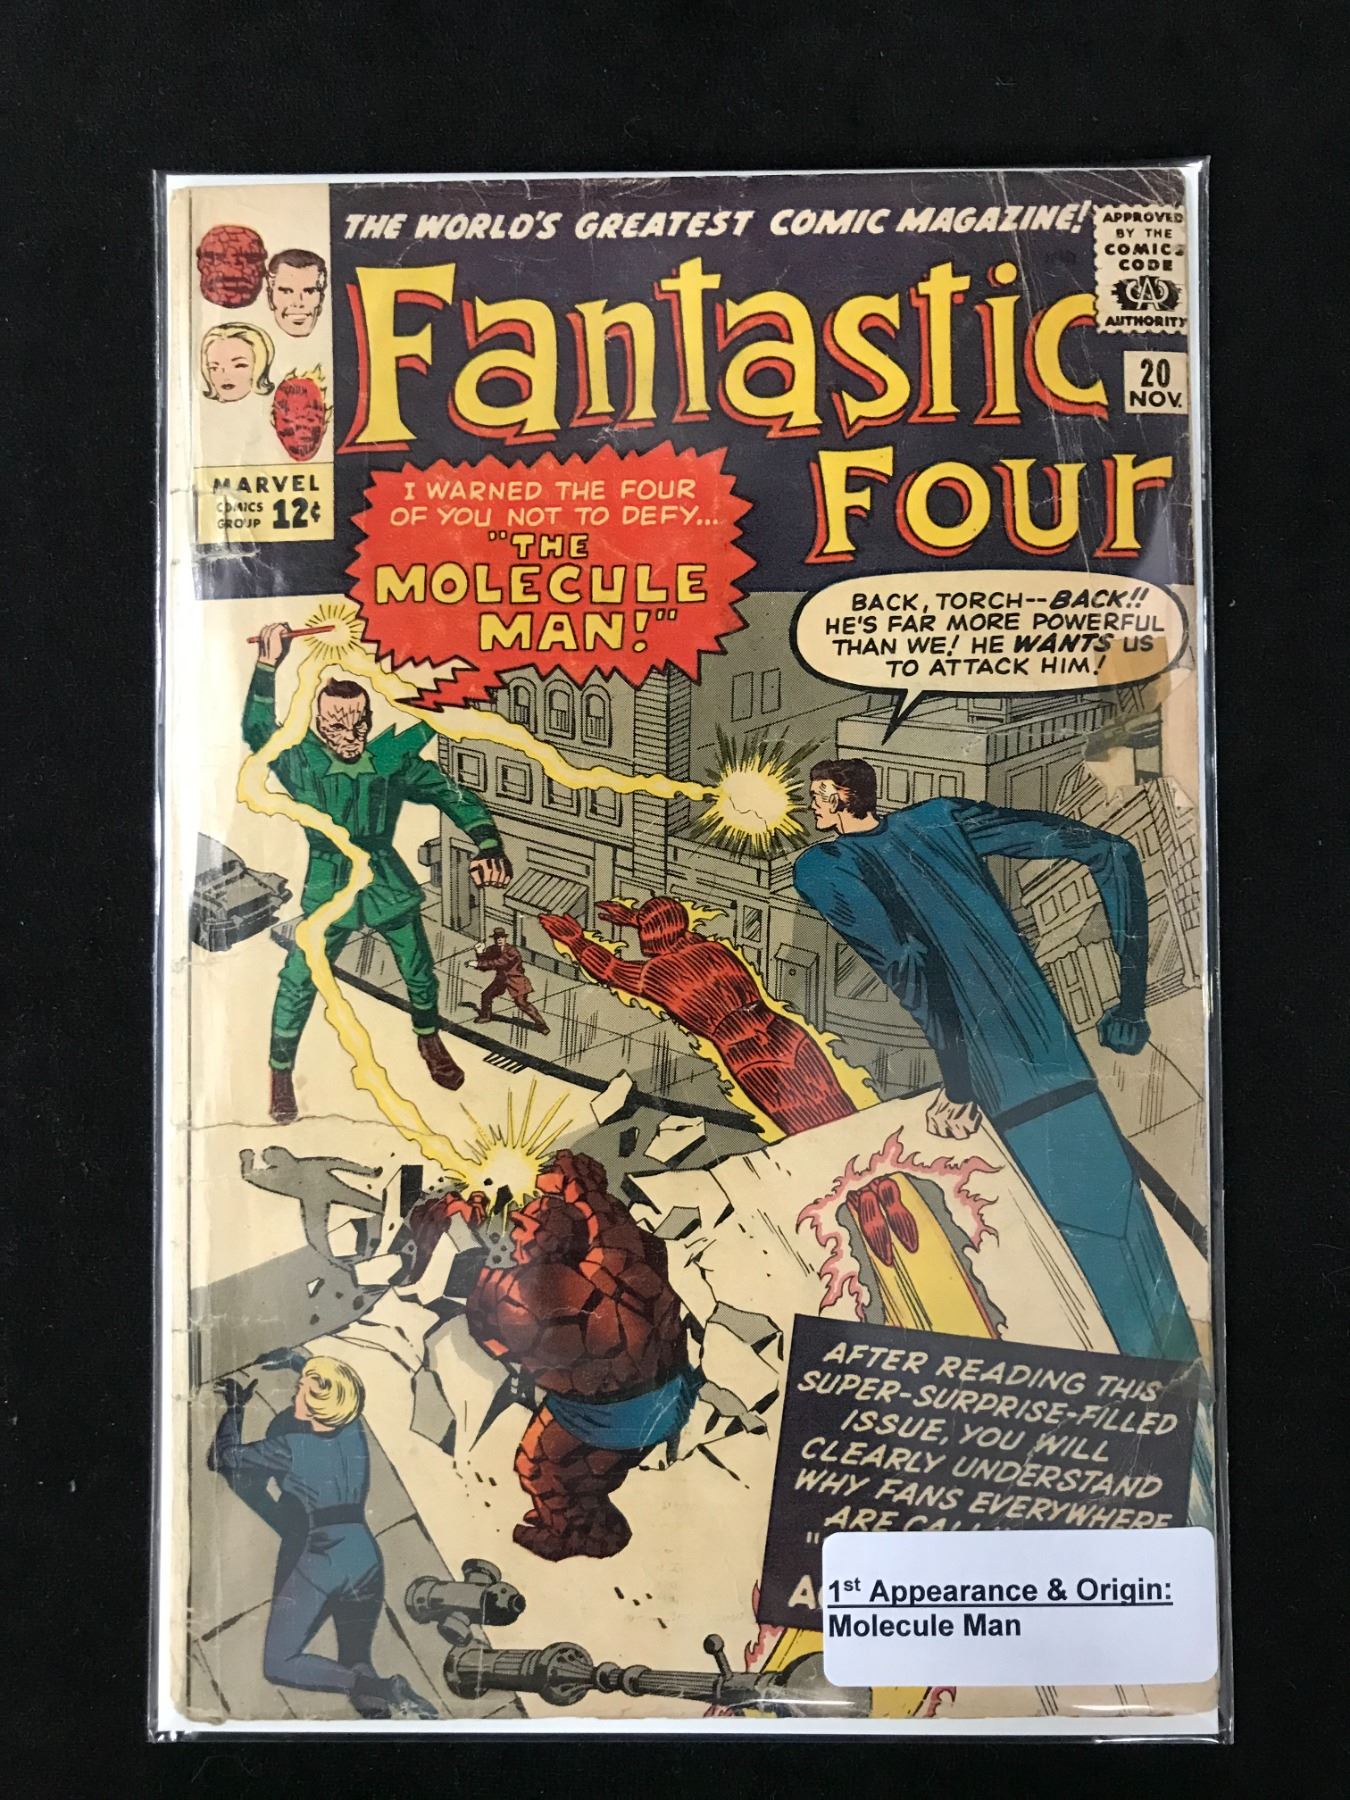 THE WORLD'S GREATEST COMIC MAGAZINE!
APPROVED
BY THE
COMICS
CODE
CA
AUTHORITY
Fantastic
Four
20
NOV.
MARVEL
COMICS
GROUP
12¢
I WARNED THE FOUR
OF YOU NOT TO DEFY...
"THE
MOLECULE
MAN!"
BACK, TORCH--BACK!!
HE'S FAR MORE POWERFUL
THAN WE! HE WANTS US
TO ATTACK HIM!
AFTER READING THIS
SUPER-SURPRISE-FILLED
ISSUE, YOU WILL
CLEARLY UNDERSTAND
WHY FANS EVERYWHERE
ARE
1st Appearance & Origin:
Molecule Man